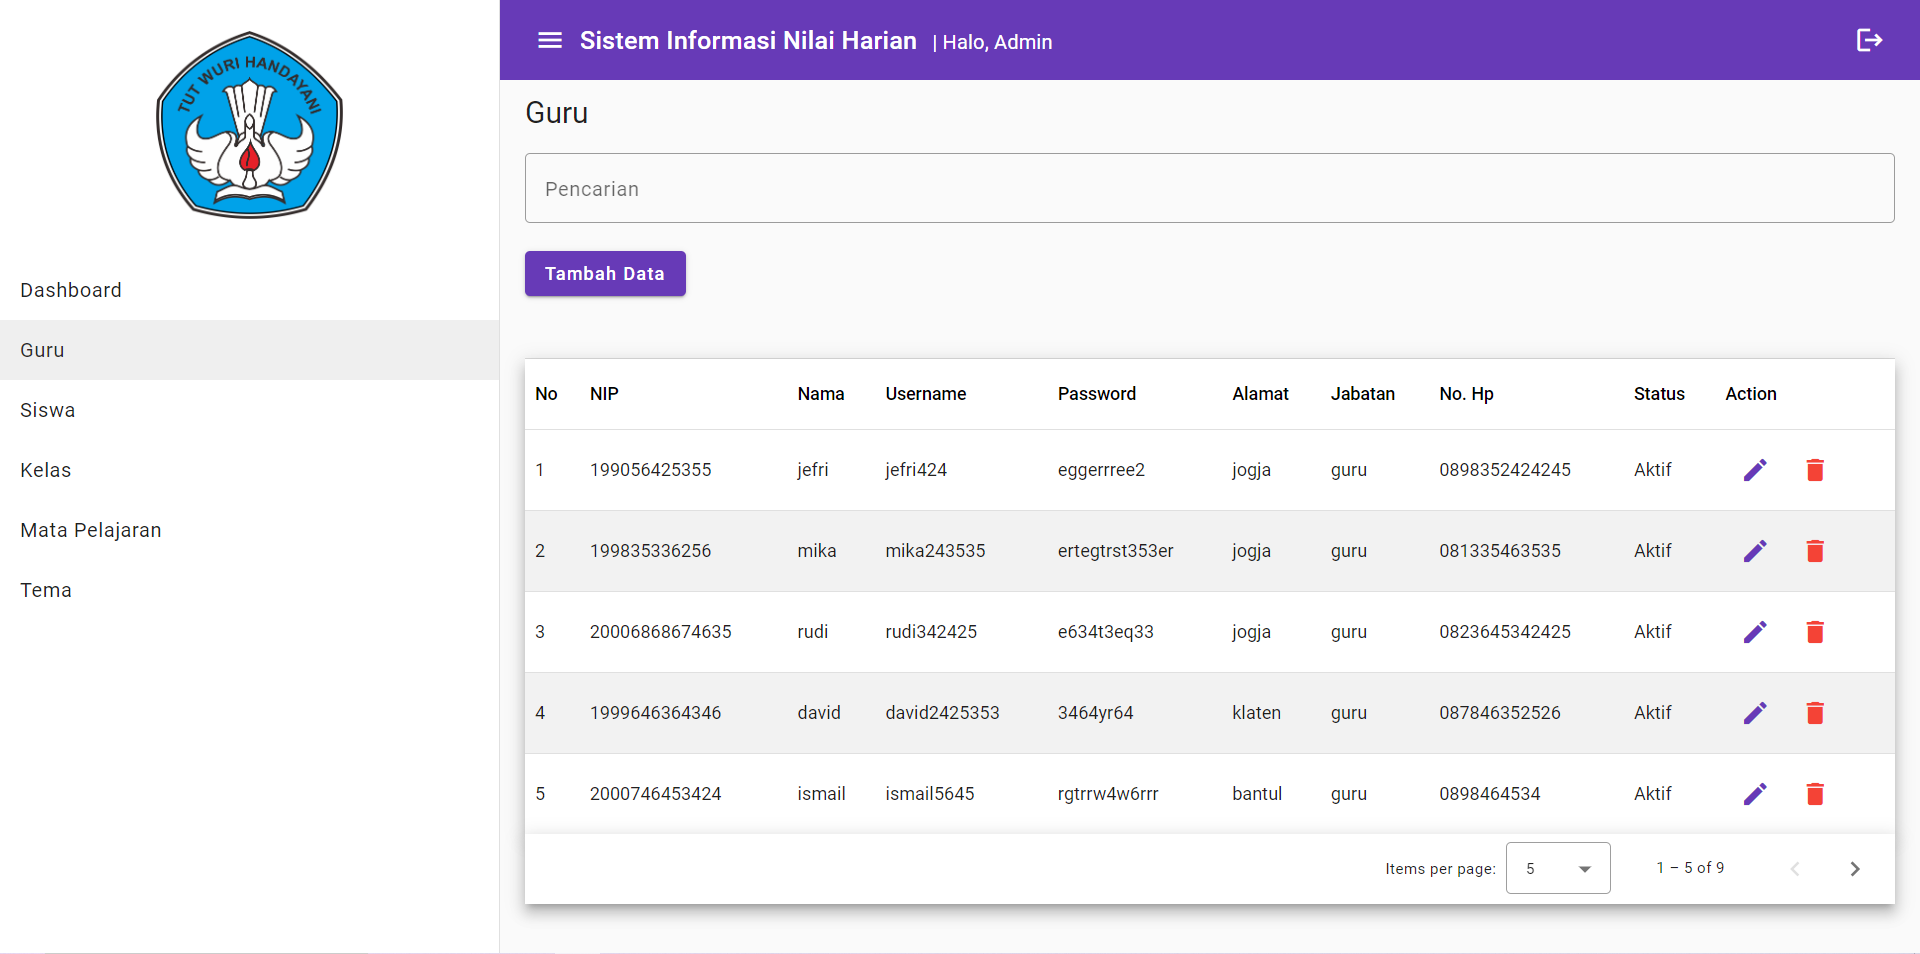 TUT WURI HANDAYANI
Dashboard
Guru
Siswa
Kelas
Mata Pelajaran
Tema
Sistem Informasi Nilai Harian | Halo, Admin
Guru
Pencarian
Tambah Data
No NIP Nama Username Password Alamat Jabatan No. Hp Status Action
1 199056425355 jefri jefri424 eggerrree2 jogja guru 0898352424245 Aktif
2 199835336256 mika mika243535 ertegtrst353er jogja guru 081335463535 Aktif
3 20006868674635 rudi rudi342425 e634t3eq33 jogja guru 0823645342425 Aktif
4 1999646364346 david david2425353 3464yr64 klaten guru 087846352526 Aktif
5 2000746453424 ismail ismail5645 rgtrrw4w6rrr bantul guru 0898464534 Aktif
Items per page: 5 1 – 5 of 9